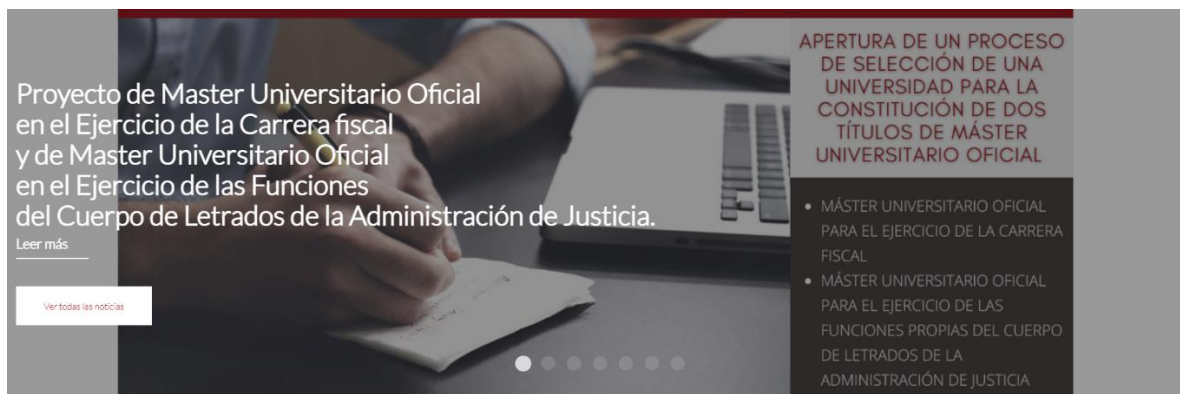 Proyecto de Master Universitario Oficial
en el Ejercicio de la Carrera fiscal
y de Master Universitario Oficial
en el Ejercicio de las Funciones
del Cuerpo de Letrados de la Administración de Justicia.
Leer más
Ver todas las noticias
APERTURA DE UN PROCESO
DE SELECCIÓN DE UNA
UNIVERSIDAD PARA LA
CONSTITUCIÓN DE DOS
TÍTULOS DE MÁSTER
UNIVERSITARIO OFICIAL
• MÁSTER UNIVERSITARIO OFICIAL
PARA EL EJERCICIO DE LA CARRERA
FISCAL
• MÁSTER UNIVERSITARIO OFICIAL
PARA EL EJERCICIO DE LAS
FUNCIONES PROPIAS DEL CUERPO
DE LETRADOS DE LA
ADMINISTRACIÓN DE JUSTICIA